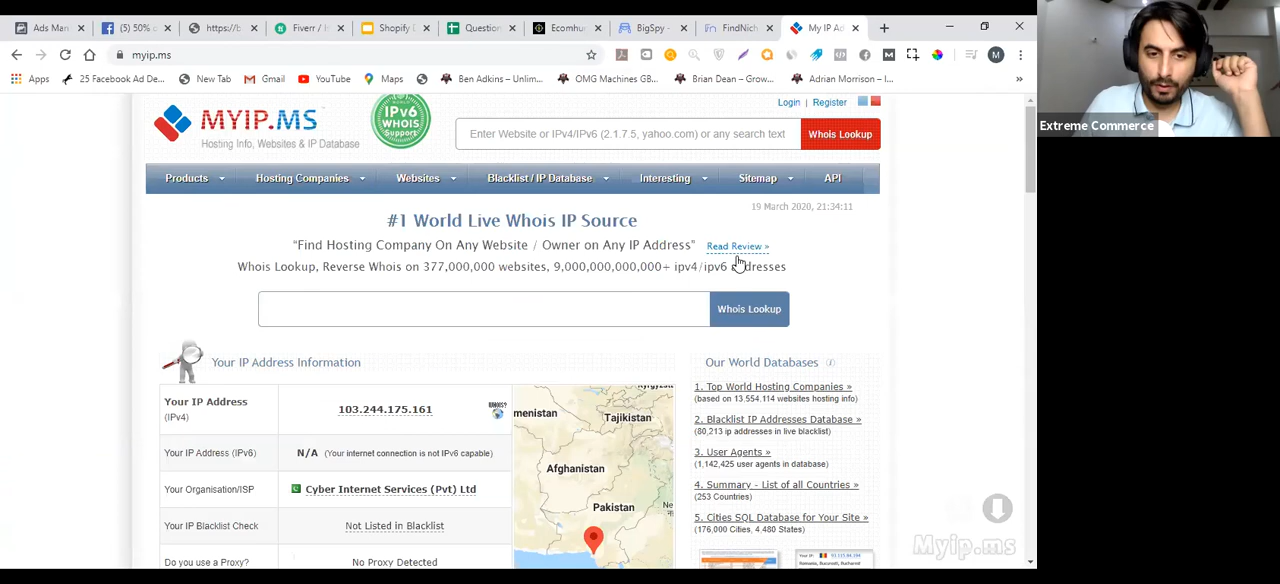 Ads Man
(5) 50% o
https://b
Fiverr / I
Shopify
Question
Ecomhu
BigSpy -
FindNich
My IP Ad
myip.ms
M
Apps
25 Facebook Ad De...
New Tab
Gmail
YouTube
Maps
Ben Adkins – Unlim...
OMG Machines GB...
Brian Dean – Grow...
Adrian Morrison – I...
»
Extreme Commerce
MYIP.MS
Hosting Info, Websites & IP Database
IPv6
WHOIS
Support
Login | Register
Enter Website or IPv4/IPv6 (2.1.7.5, yahoo.com) or any search text
Whois Lookup
Products
Hosting Companies
Websites
Blacklist / IP Database
Interesting
Sitemap
API
19 March 2020, 21:34:11
#1 World Live Whois IP Source
"Find Hosting Company On Any Website / Owner on Any IP Address" Read Review »
Whois Lookup, Reverse Whois on 377,000,000 websites, 9,000,000,000,000+ ipv4/ipv6 addresses
Whois Lookup
Your IP Address Information
Your IP Address
(IPv4)
103.244.175.161
WHOIS?
Your IP Address (IPv6)
N/A (Your internet connection is not IPv6 capable)
Your Organisation/ISP
Cyber Internet Services (Pvt) Ltd
Your IP Blacklist Check
Not Listed in Blacklist
Do you use a Proxy?
No Proxy Detected
menistan
Tajikistan
Afghanistan
Pakistan
Ne
Our World Databases
1. Top World Hosting Companies »
(based on 13.554.114 websites hosting info)
2. Blacklist IP Addresses Database »
(80,213 ip addresses in live blacklist)
3. User Agents »
(1,142,425 user agents in database)
4. Summary - List of all Countries »
(253 Countries)
5. Cities SQL Database for Your Site »
(176,000 Cities, 4,480 States)
Myip.ms